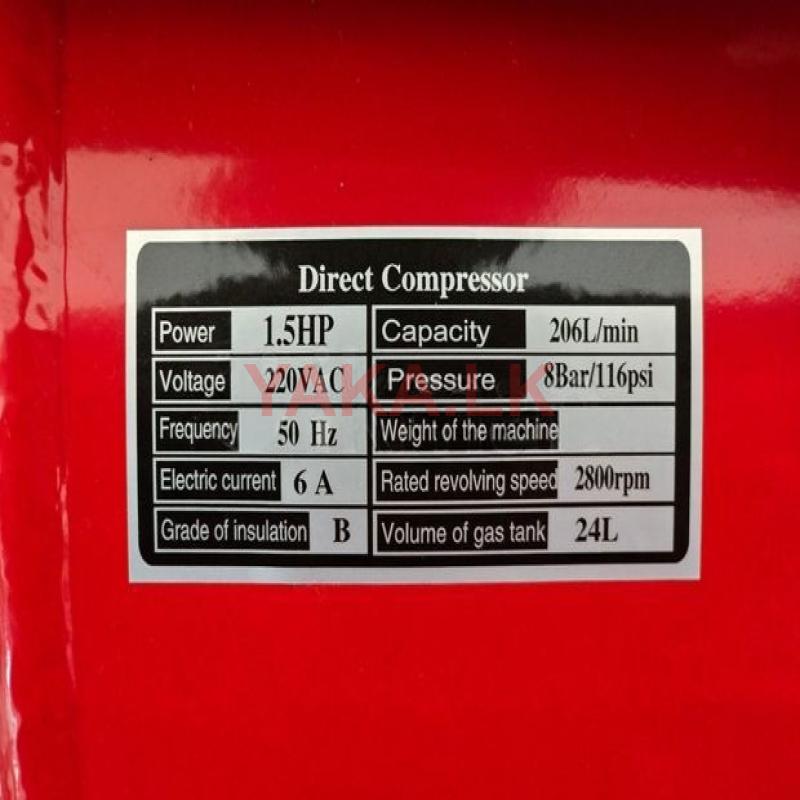 Direct Compressor
Power 1.5HP Capacity 206L/min
Voltage 220VAC Pressure 8Bar/116psi
YAKA.LK
Frequency 50 Hz Weight of the machine
Electric current 6 A Rated revolving speed 2800rpm
Grade of insulation B Volume of gas tank 24L